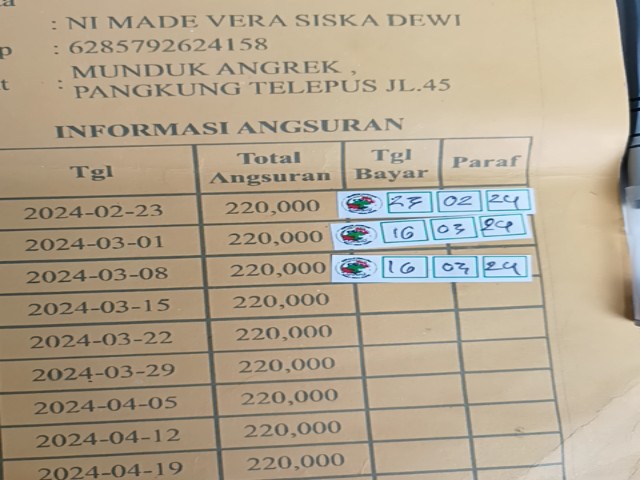 : NI MADE VERA SISKA DEWI
p : 6285792624158
t : MUNDUK ANGREK ,
PANGKUNG TELEPUS JL.45
INFORMASI ANGSURAN
Tgl Total Angsuran Tgl Bayar Paraf
2024-02-23 220,000 23 02 24
2024-03-01 220,000 16 03 24
2024-03-08 220,000 16 03 24
2024-03-15 220,000
2024-03-22 220,000
2024-03-29 220,000
2024-04-05 220,000
2024-04-12 220,000
2024-04-19 220,000